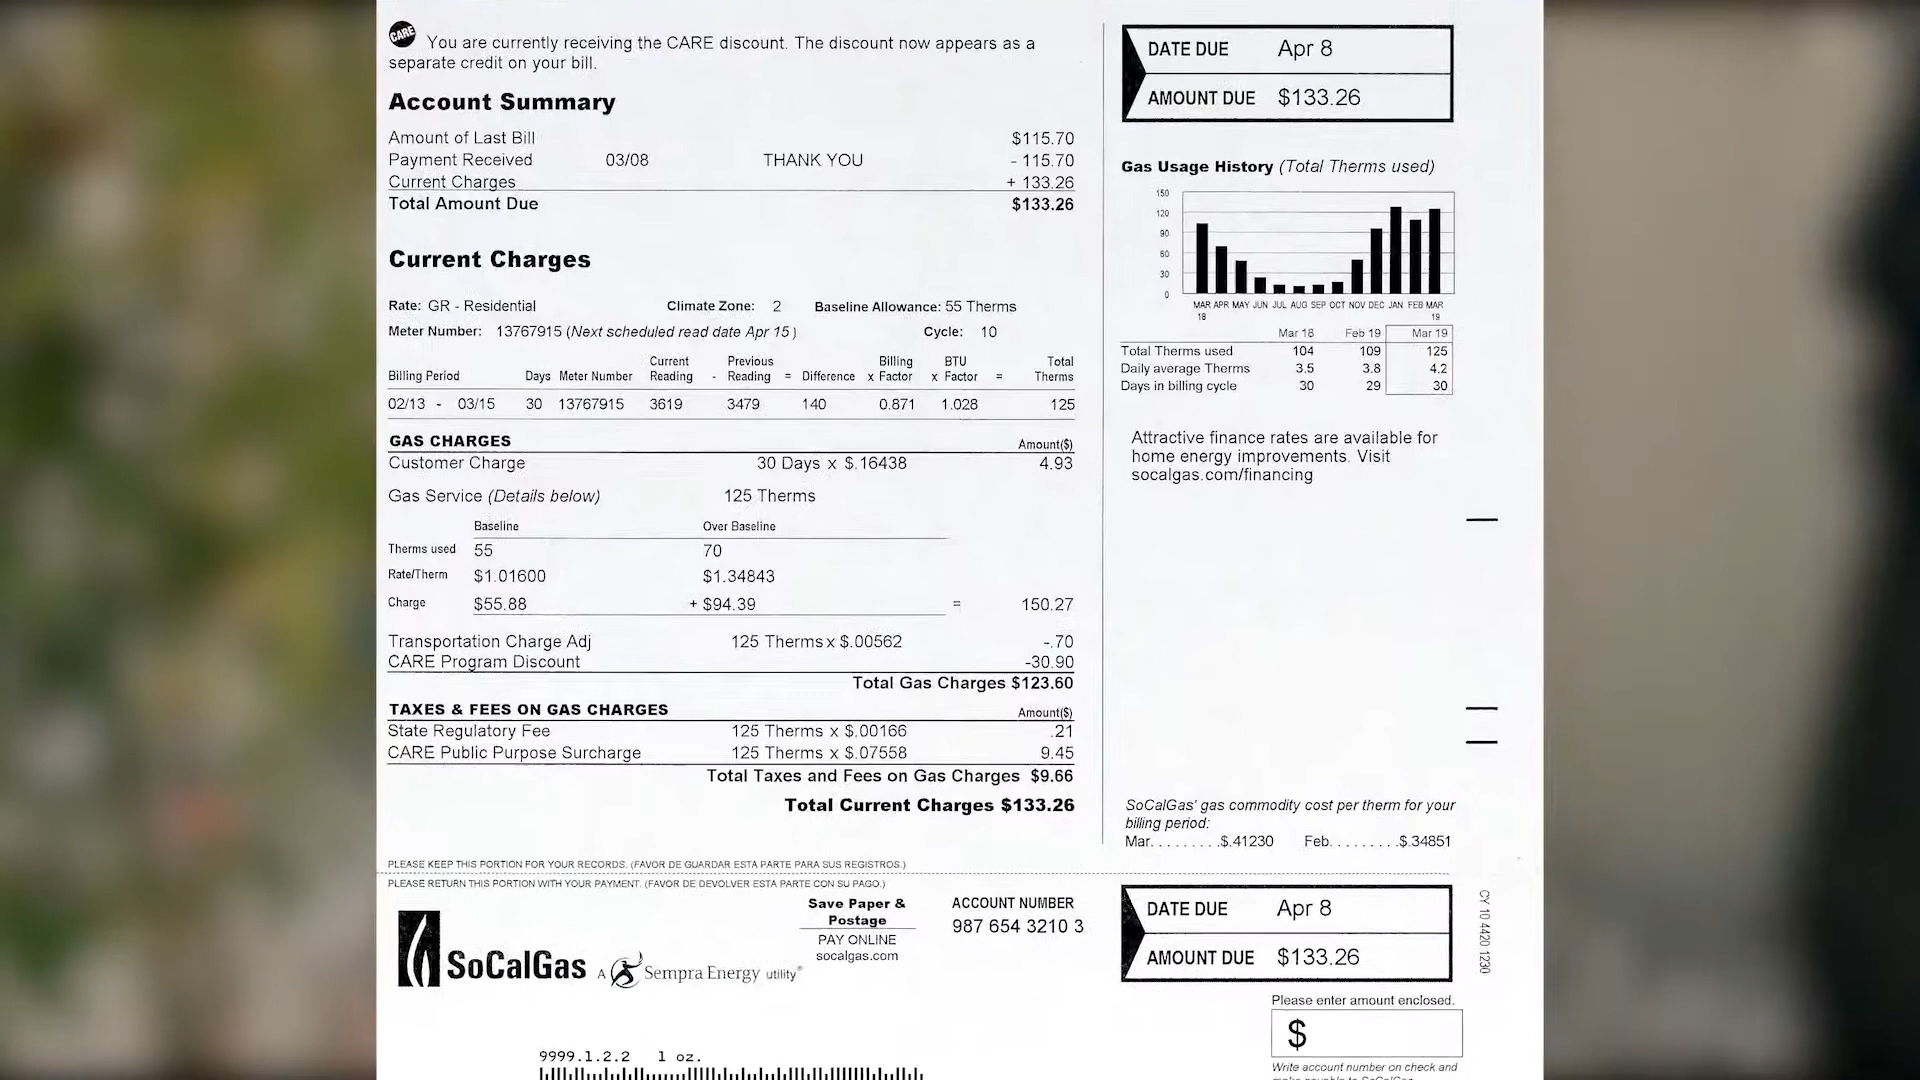 CARE You are currently receiving the CARE discount. The discount now appears as a
separate credit on your bill.
Account Summary
Amount of Last Bill $115.70
Payment Received 03/08 THANK YOU - 115.70
Current Charges + 133.26
Total Amount Due $133.26
Current Charges
Rate: GR - Residential Climate Zone: 2 Baseline Allowance: 55 Therms
Meter Number: 13767915 (Next scheduled read date Apr 15) Cycle: 10
Current Previous Billing BTU Total
Billing Period Days Meter Number Reading - Reading = Difference x Factor x Factor = Therms
02/13 - 03/15 30 13767915 3619 3479 140 0.871 1.028 125
GAS CHARGES Amount($)
Customer Charge 30 Days x $.16438 4.93
Gas Service (Details below) 125 Therms
Baseline Over Baseline
Therms used 55 70
Rate/Therm $1.01600 $1.34843
Charge $55.88 + $94.39 = 150.27
Transportation Charge Adj 125 Therms x $.00562 -.70
CARE Program Discount -30.90
Total Gas Charges $123.60
TAXES & FEES ON GAS CHARGES Amount($)
State Regulatory Fee 125 Therms x $.00166 .21
CARE Public Purpose Surcharge 125 Therms x $.07558 9.45
Total Taxes and Fees on Gas Charges $9.66
Total Current Charges $133.26
DATE DUE Apr 8
AMOUNT DUE $133.26
Gas Usage History (Total Therms used)
150
120
90
60
30
0
MAR APR MAY JUN JUL AUG SEP OCT NOV DEC JAN FEB MAR
18 19
Mar 18 Feb 19 Mar 19
Total Therms used 104 109 125
Daily average Therms 3.5 3.8 4.2
Days in billing cycle 30 29 30
Attractive finance rates are available for
home energy improvements. Visit
socalgas.com/financing
SoCalGas' gas commodity cost per therm for your
billing period:
Mar. . . . . . . . .$.41230 Feb. . . . . . . . .$.34851
PLEASE KEEP THIS PORTION FOR YOUR RECORDS. (FAVOR DE GUARDAR ESTA PARTE PARA SUS REGISTROS.)
PLEASE RETURN THIS PORTION WITH YOUR PAYMENT. (FAVOR DE DEVOLVER ESTA PARTE CON SU PAGO.)
SoCalGas A Sempra Energy utility®
Save Paper &
Postage
PAY ONLINE
socalgas.com
ACCOUNT NUMBER
987 654 3210 3
DATE DUE Apr 8
AMOUNT DUE $133.26
CY 10 4420 1230
Please enter amount enclosed.
$
Write account number on check and
9999.1.2.2 1 oz.